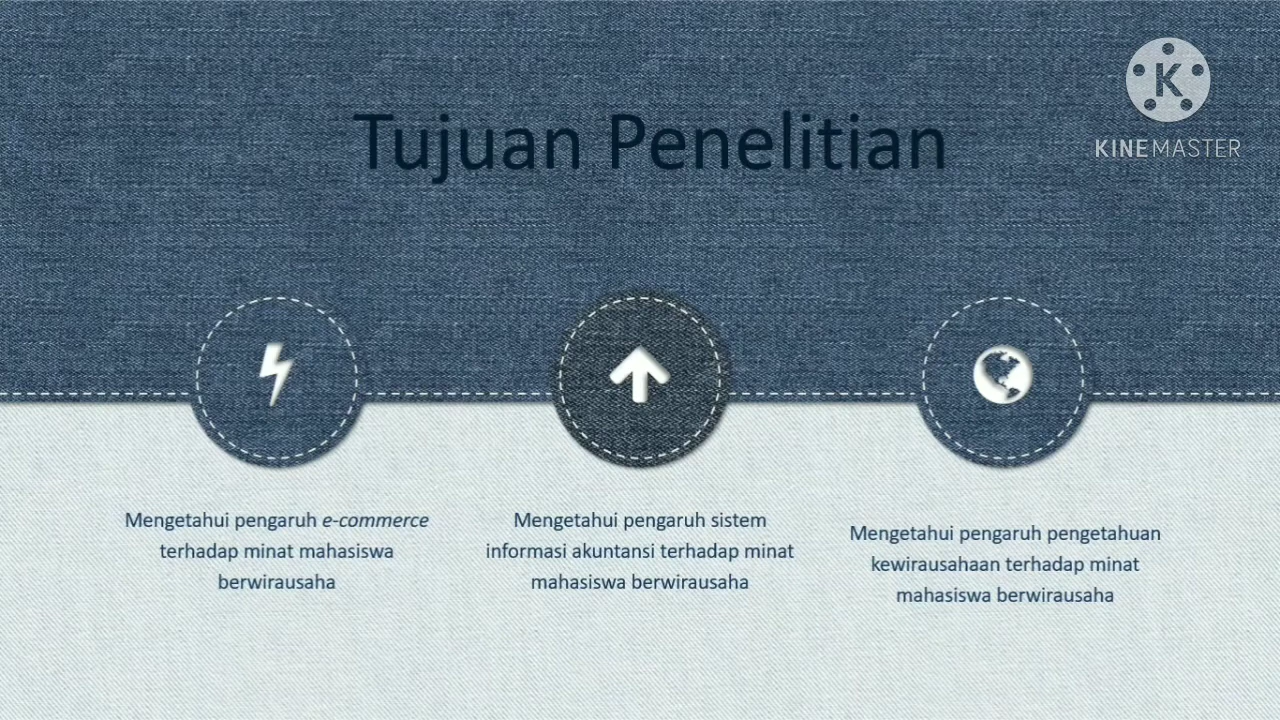 Tujuan Penelitian
KINEMASTER
Mengetahui pengaruh e-commerce
terhadap minat mahasiswa
berwirausaha
Mengetahui pengaruh sistem
informasi akuntansi terhadap minat
mahasiswa berwirausaha
Mengetahui pengaruh pengetahuan
kewirausahaan terhadap minat
mahasiswa berwirausaha